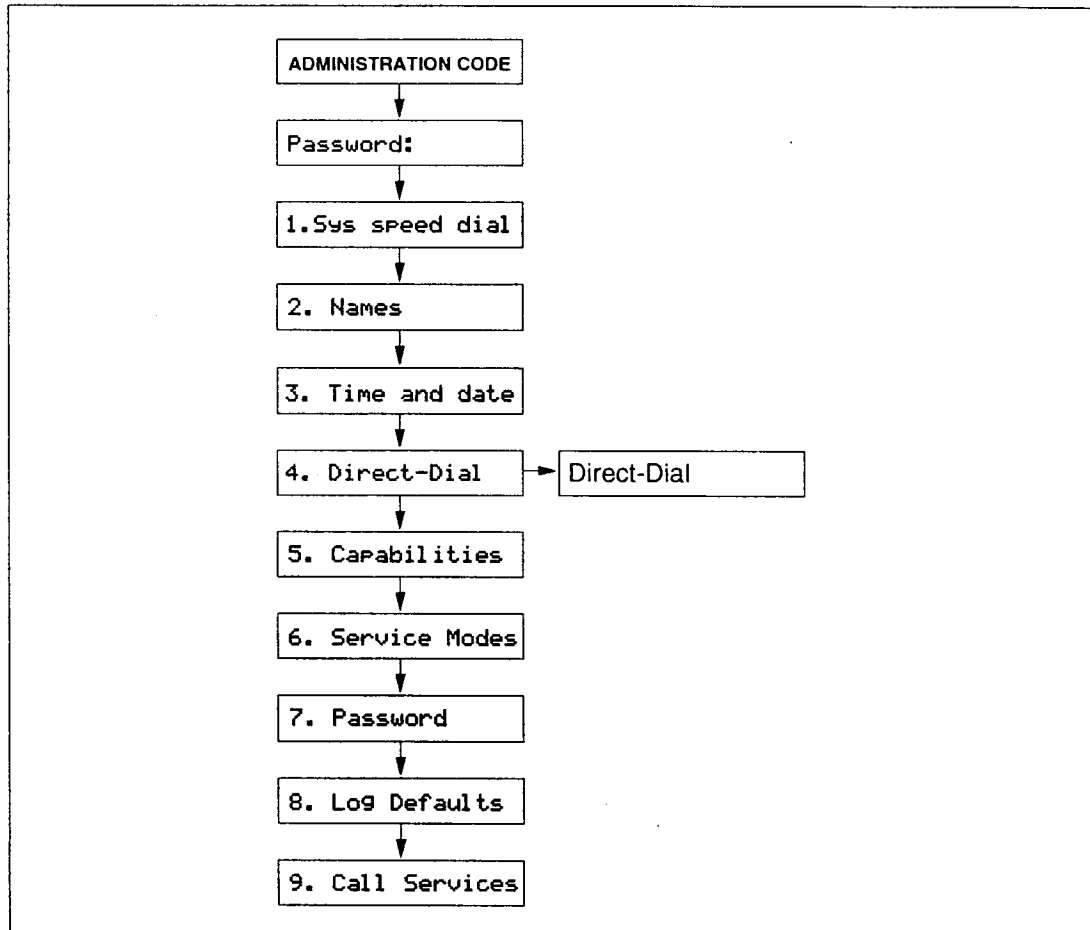 ADMINISTRATION CODE
Password:
1.Sys speed dial
2. Names
3. Time and date
4. Direct-Dial
Direct-Dial
5. Capabilities
6. Service Modes
7. Password
8. Log Defaults
9. Call Services